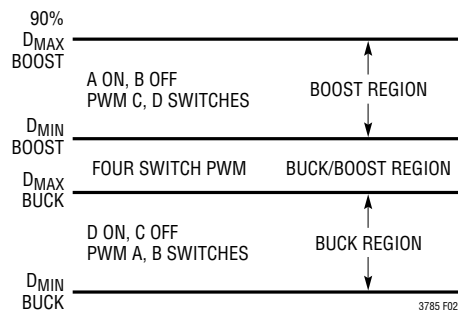 90%
DMAX
BOOST
A ON, B OFF
PWM C, D SWITCHES
BOOST REGION
DMIN
BOOST
FOUR SWITCH PWM
BUCK/BOOST REGION
DMAX
BUCK
D ON, C OFF
PWM A, B SWITCHES
BUCK REGION
DMIN
BUCK
3785 F02